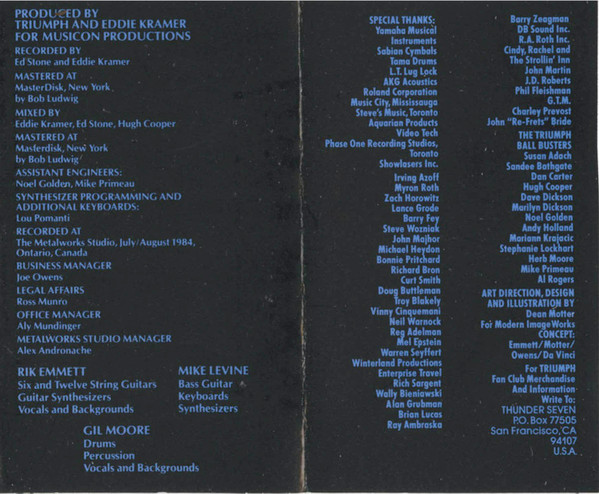 PRODUCED BY
TRIUMPH AND EDDIE KRAMER
FOR MUSICON PRODUCTIONS
RECORDED BY
Ed Stone and Eddie Kramer
MASTERED AT
MasterDisk, New York
by Bob Ludwig
MIXED BY
Eddie Kramer, Ed Stone, Hugh Cooper
MASTERED AT
Masferdisk, New York
by Bob Ludwig
ASSISTANT ENGINEERS:
Noel Golden, Mike Primeau
SYNTHESIZER PROGRAMMING AND
ADDITIONAL KEYBOARDS:
Lou Pomanti
RECORDED AT
The Metalworks Studio, July/August 1984,
Ontario, Canada
BUSINESS MANAGER
Joe Owens
LEGAL AFFAIRS
Ross Munro
OFFICE MANAGER
Aly Mundinger
METALWORKS STUDIO MANAGER
Alex Andronache
RIK EMMETT
Six and Twelve String Guitars
Guitar Synthesizers
Vocals and Backgrounds
MIKE LEVINE
Bass Guitar
Keyboards
Synthesizers
GIL MOORE
Drums
Percussion
Vocals and Backgrounds
SPECIAL THANKS:
Yamaha Musical
Instruments
Sabian Cymbals
Tama Drums
L.T. Lug Lock
AKG Acoustics
Roland Corporation
Music City, Mississauga
Steve's Music, Toronto
Aquarian Products
Video Tech
Phase One Recording Studios,
Toronto
Showlasers Inc.
Irving Azoff
Myron Roth
Zach Horowitz
Lance Grode
Barry Fey
Steve Wozniak
John Majhor
Michael Heydon
Bonnie Pritchard
Richard Bron
Curt Smith
Doug Buttleman
Troy Blakely
Vinny Cinquemani
Neil Warnock
Reg Adelman
Mel Epstein
Warren Seyffert
Winterland Productions
Enterprise Travel
Rich Sargent
Wally Bieniawski
Alan Grubman
Brian Lucas
Ray Ambraska
Barry Zeagman
DB Sound Inc.
R.A. Roth Inc.
Cindy, Rachel and
The Strollin' Inn
John Martin
J.D. Roberts
Phil Fleishman
G.T.M.
Charley Prevost
John "Re-Frets" Bride
THE TRIUMPH
BALL BUSTERS
Susan Adach
Sandee Bathgate
Dan Carter
Hugh Cooper
Dave Dickson
Marilyn Dickson
Noel Golden
Andy Holland
Mariann Krajacic
Stephanie Lockhart
Herb Moore
Mike Primeau
Al Rogers
ART DIRECTION, DESIGN
AND ILLUSTRATION BY
Dean Motter
For Modern ImageWorks
CONCEPT:
Emmett/Motter/
Owens/Da Vinci
For TRIUMPH
Fan Club Merchandise
And Information
Write To:
THUNDER SEVEN
P.O. Box 77505
San Francisco, CA
94107
U.S.A.